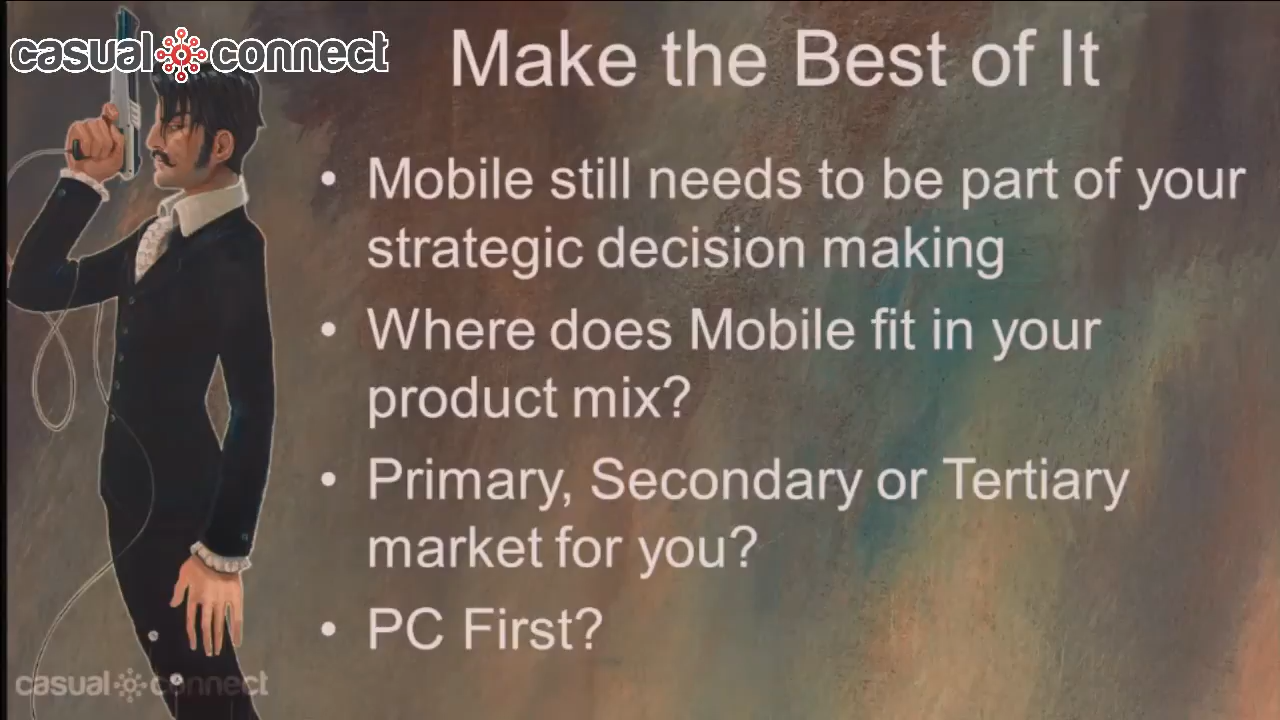 casual connect
Make the Best of It
• Mobile still needs to be part of your
strategic decision making
• Where does Mobile fit in your
product mix?
• Primary, Secondary or Tertiary
market for you?
• PC First?
casual connect